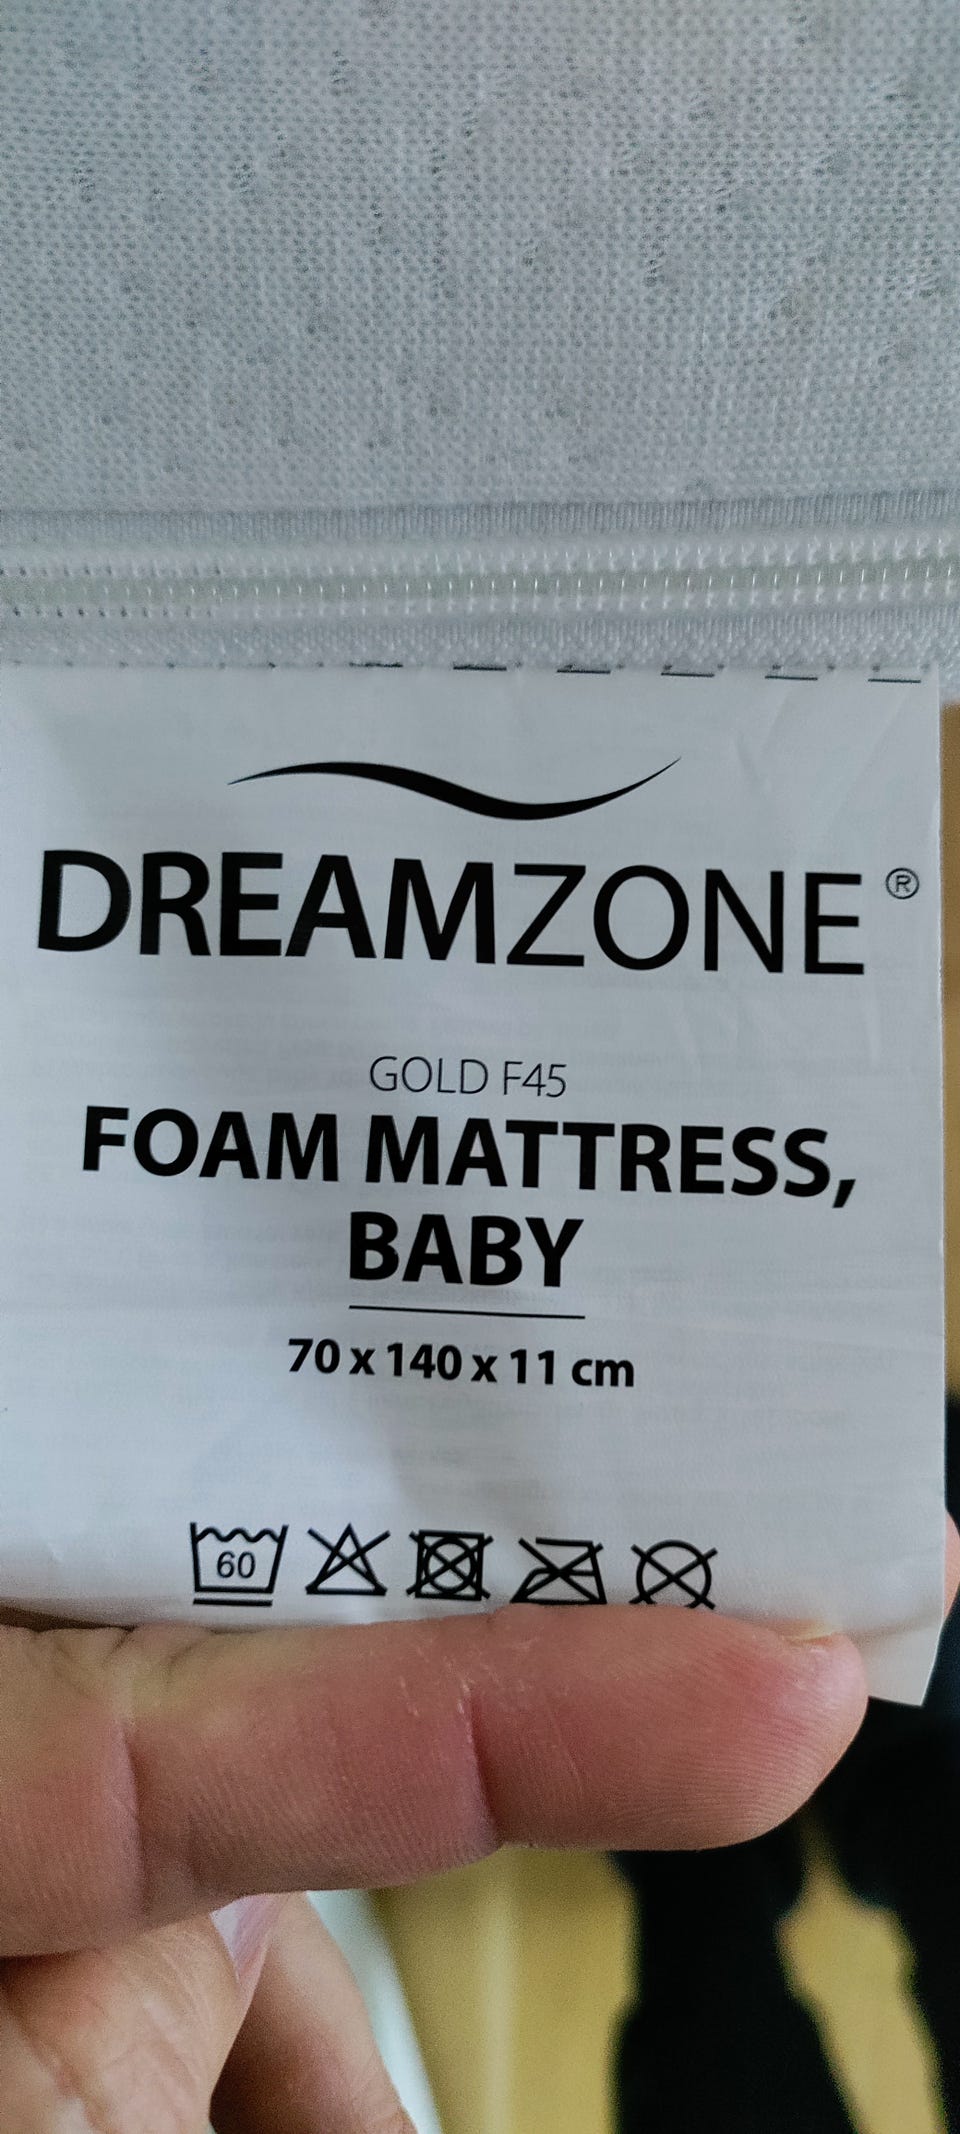 DREAMZONE®
GOLD F45
FOAM MATTRESS,
BABY
70 x 140 x 11 cm
60